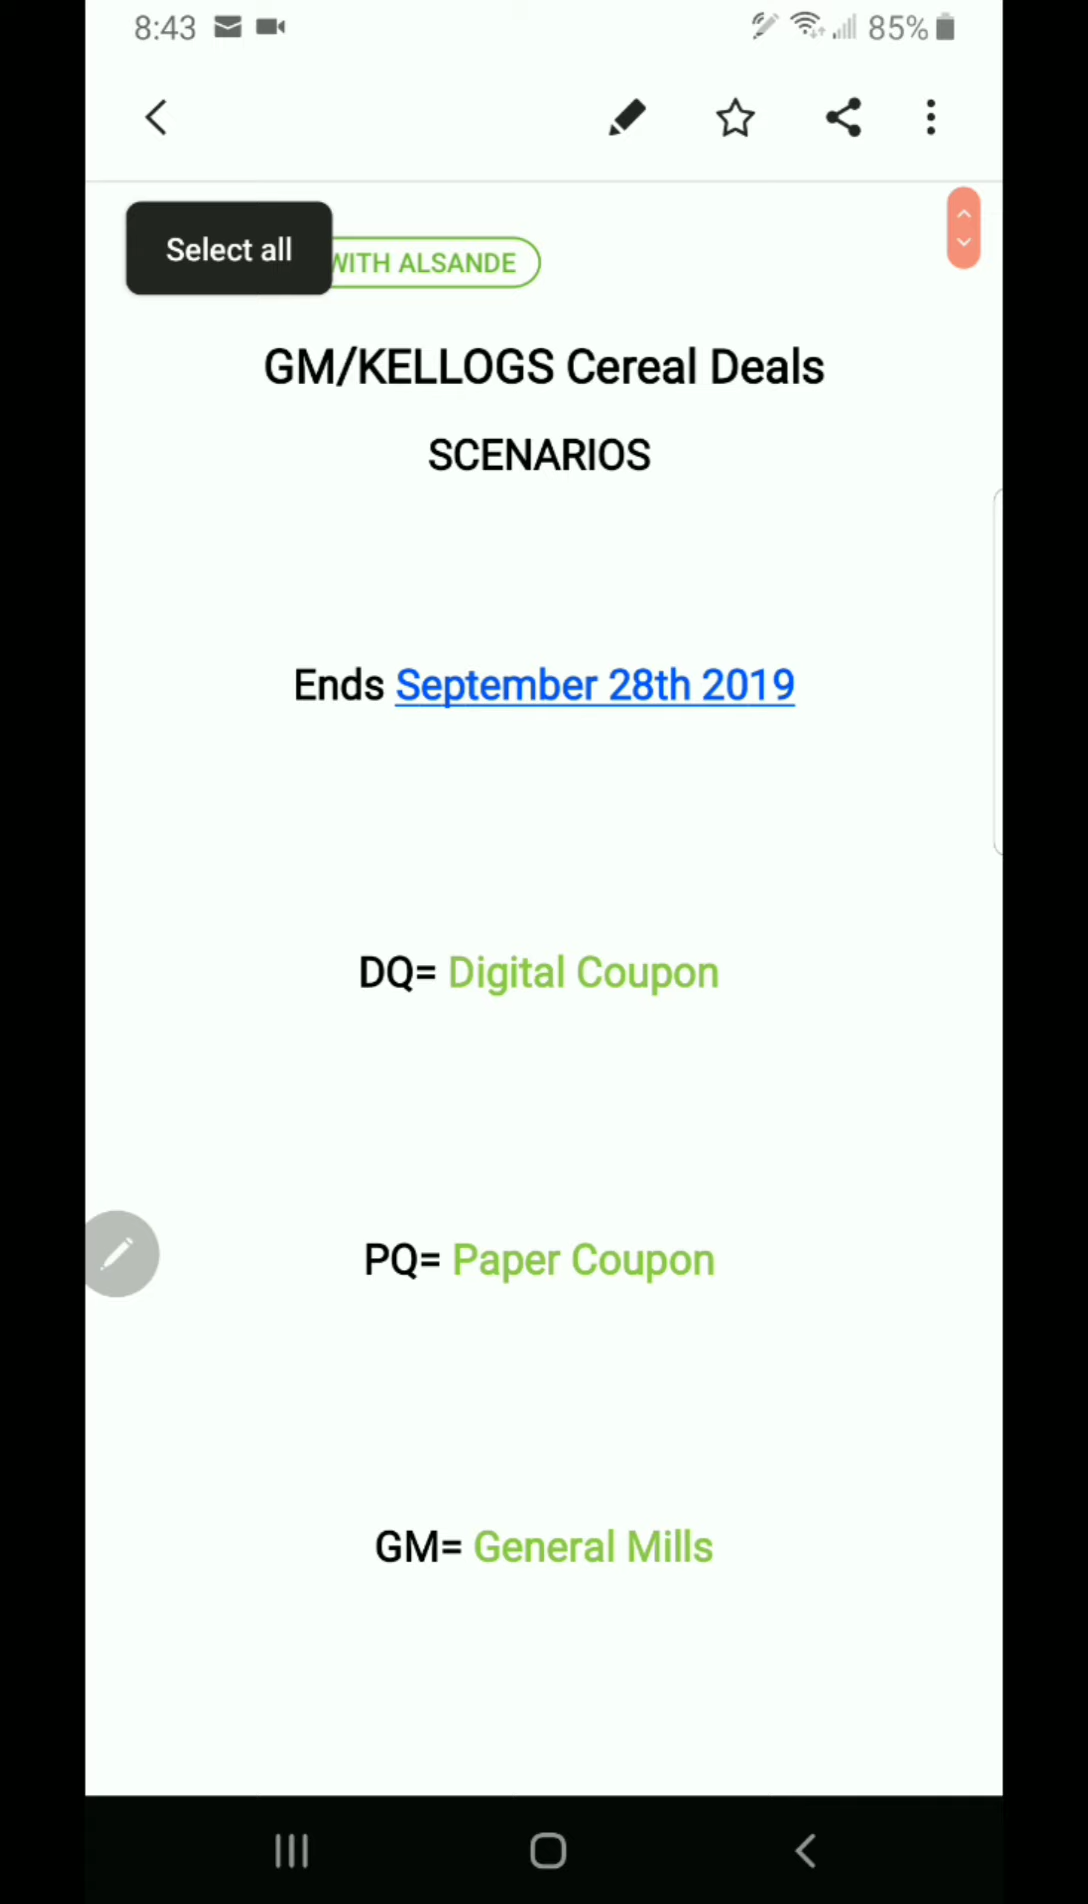 8:43
85%
Select all
WITH ALSANDE
GM/KELLOGS Cereal Deals
SCENARIOS
Ends September 28th 2019
DQ= Digital Coupon
PQ= Paper Coupon
GM= General Mills